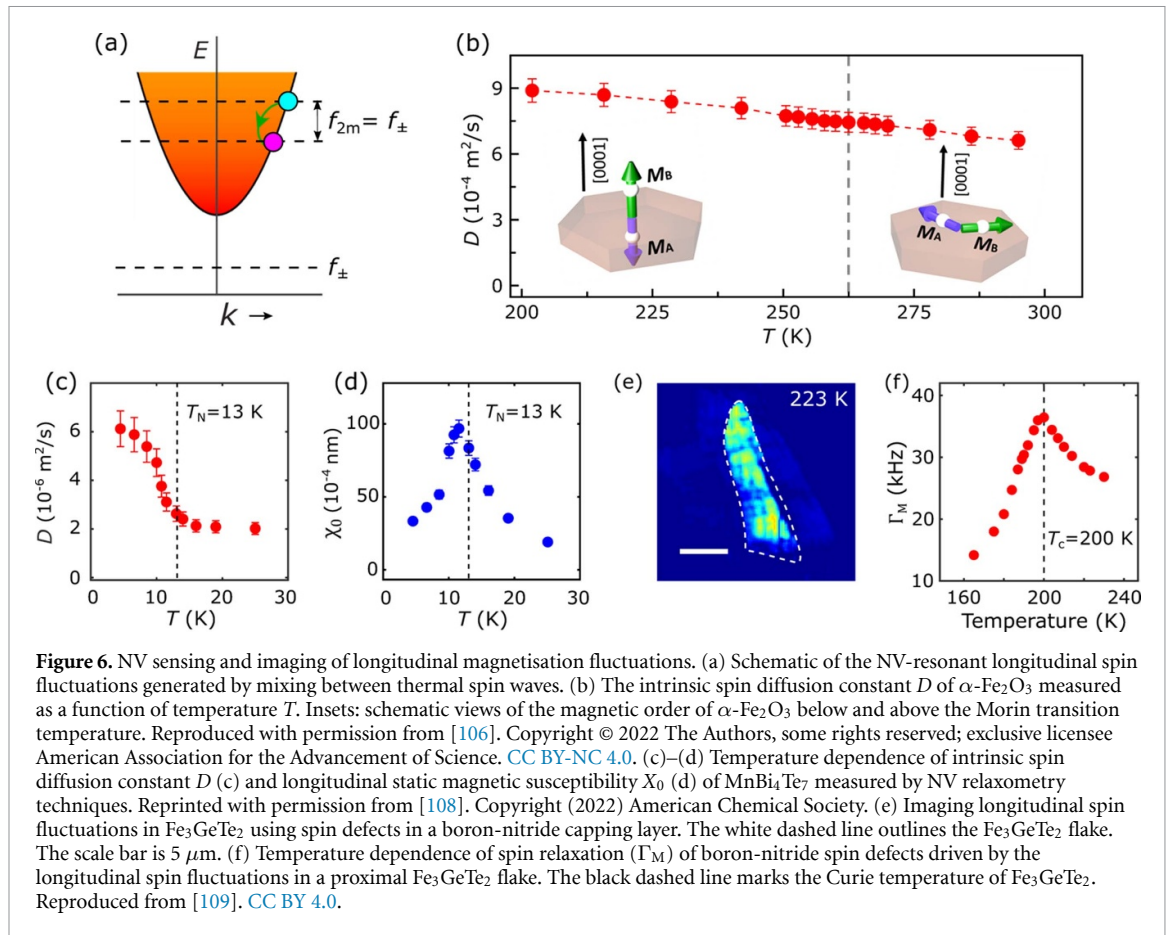 (a)
E
f2m = f±
f±
k →
(b)
D (10⁻⁴ m²/s)
9
6
3
0
[0001]
MB
MA
[0001]
MA
MB
200
225
250
275
300
T (K)
(c)
D (10⁻⁶ m²/s)
6
4
2
0
TN=13 K
0
10
20
30
T (K)
(d)
χ0 (10⁻⁴ nm)
100
50
0
TN=13 K
0
10
20
30
T (K)
(e)
223 K
(f)
ΓM (kHz)
40
30
20
10
Tc=200 K
160
200
240
Temperature (K)
Figure 6. NV sensing and imaging of longitudinal magnetisation fluctuations. (a) Schematic of the NV-resonant longitudinal spin
fluctuations generated by mixing between thermal spin waves. (b) The intrinsic spin diffusion constant D of α-Fe2O3 measured
as a function of temperature T. Insets: schematic views of the magnetic order of α-Fe2O3 below and above the Morin transition
temperature. Reproduced with permission from [106]. Copyright © 2022 The Authors, some rights reserved; exclusive licensee
American Association for the Advancement of Science. CC BY-NC 4.0. (c)–(d) Temperature dependence of intrinsic spin
diffusion constant D (c) and longitudinal static magnetic susceptibility X0 (d) of MnBi4Te7 measured by NV relaxometry
techniques. Reprinted with permission from [108]. Copyright (2022) American Chemical Society. (e) Imaging longitudinal spin
fluctuations in Fe3GeTe2 using spin defects in a boron-nitride capping layer. The white dashed line outlines the Fe3GeTe2 flake.
The scale bar is 5 μm. (f) Temperature dependence of spin relaxation (ΓM) of boron-nitride spin defects driven by the
longitudinal spin fluctuations in a proximal Fe3GeTe2 flake. The black dashed line marks the Curie temperature of Fe3GeTe2.
Reproduced from [109]. CC BY 4.0.